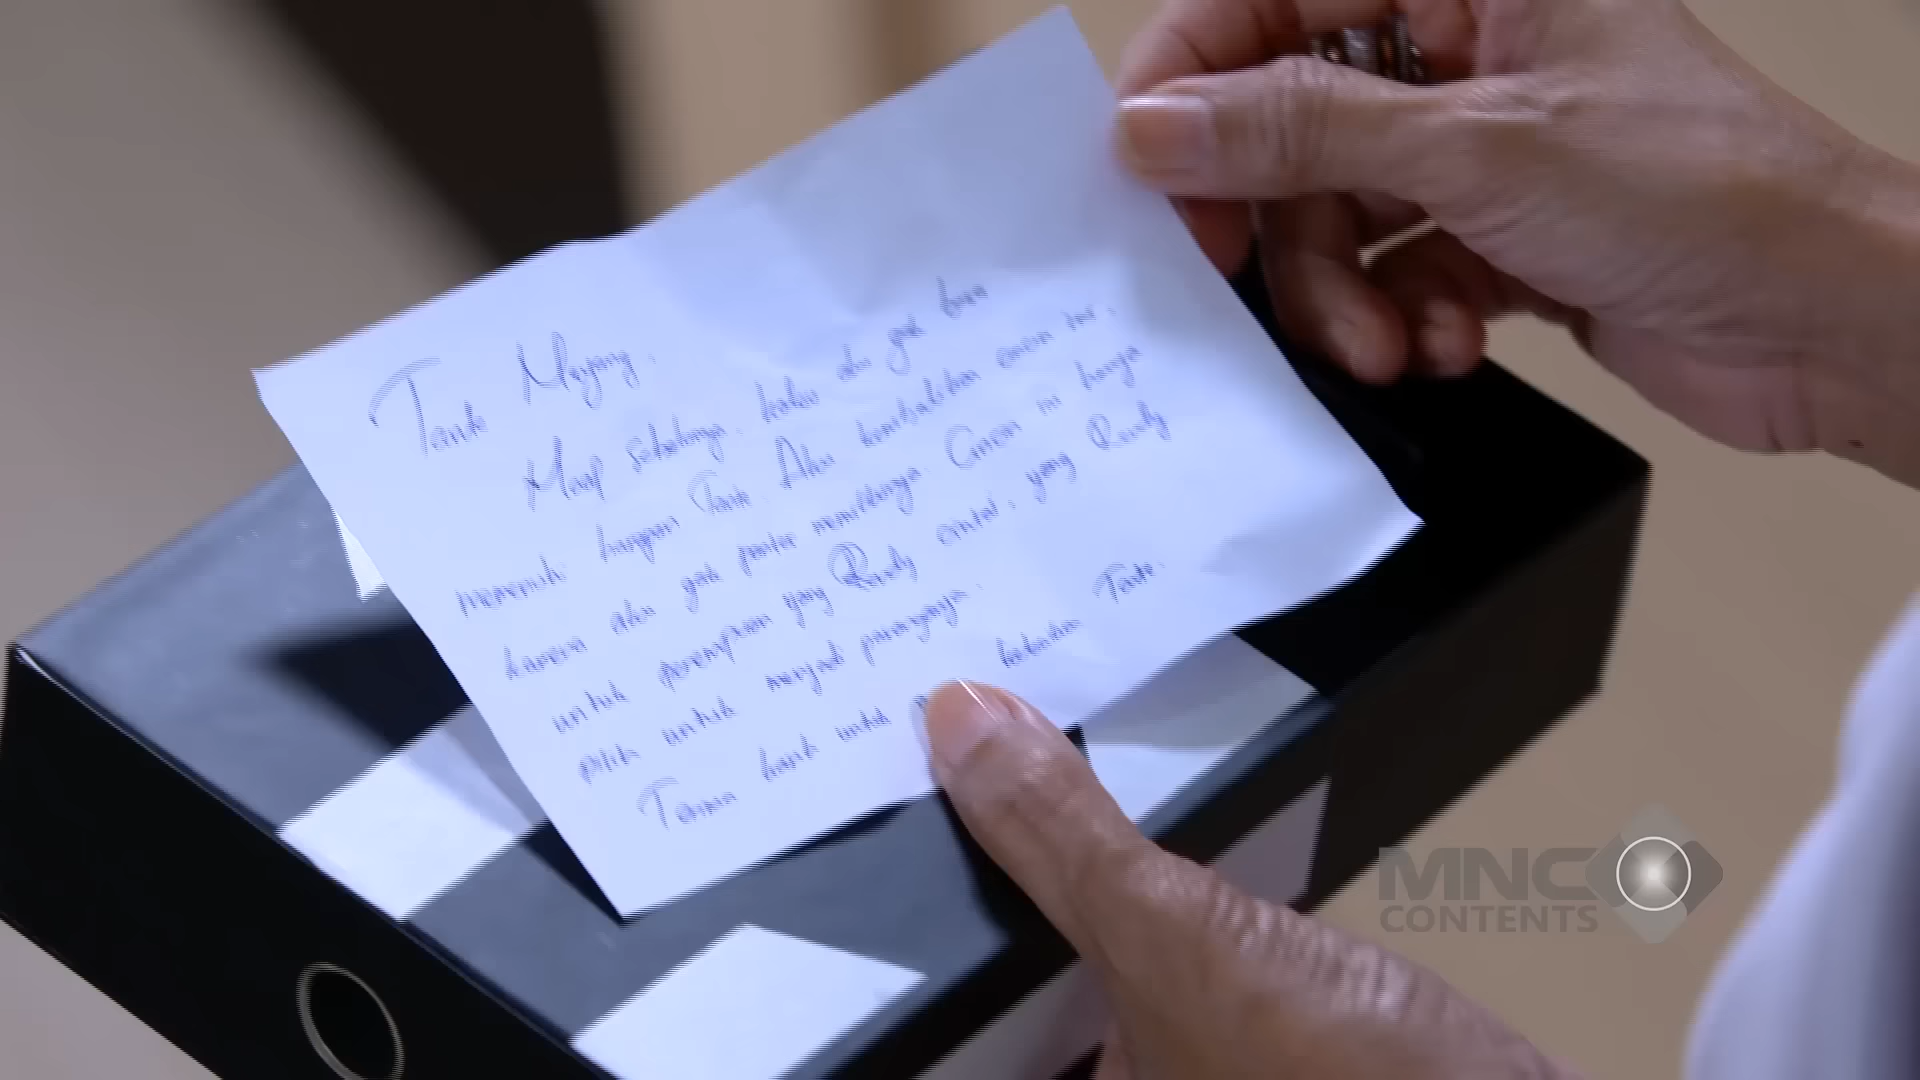 Tante Mayang,
Maaf sebelumnya, kalau aku gak bisa
memenuhi harapan Tante. Aku kembalikan cincin ini,
karena aku gak pantas memilikinya. Cincin ini hanya
untuk perempuan yang Rendy cintai, yang Rendy
pilih untuk menjadi pasangannya.
Terima kasih untuk kebaikan Tante.
MNC
CONTENTS